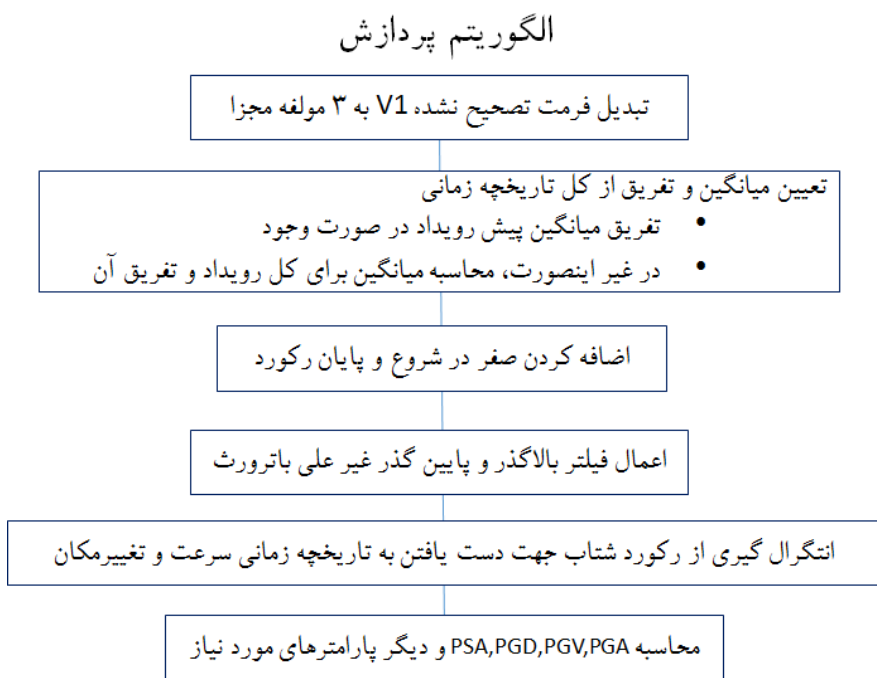 الگوریتم پردازش
تبدیل فرمت تصحیح نشده V1 به ۳ مولفه مجزا
تعیین میانگین و تفریق از کل تاریخچه زمانی
• تفریق میانگین پیش رویداد در صورت وجود
• در غیر اینصورت، محاسبه میانگین برای کل رویداد و تفریق آن
اضافه کردن صفر در شروع و پایان رکورد
اعمال فیلتر بالاگذر و پایین گذر غیر علی باترورث
انتگرال گیری از رکورد شتاب جهت دست یافتن به تاریخچه زمانی سرعت و تغییرمکان
محاسبه PSA,PGD,PGV,PGA و دیگر پارامترهای مورد نیاز